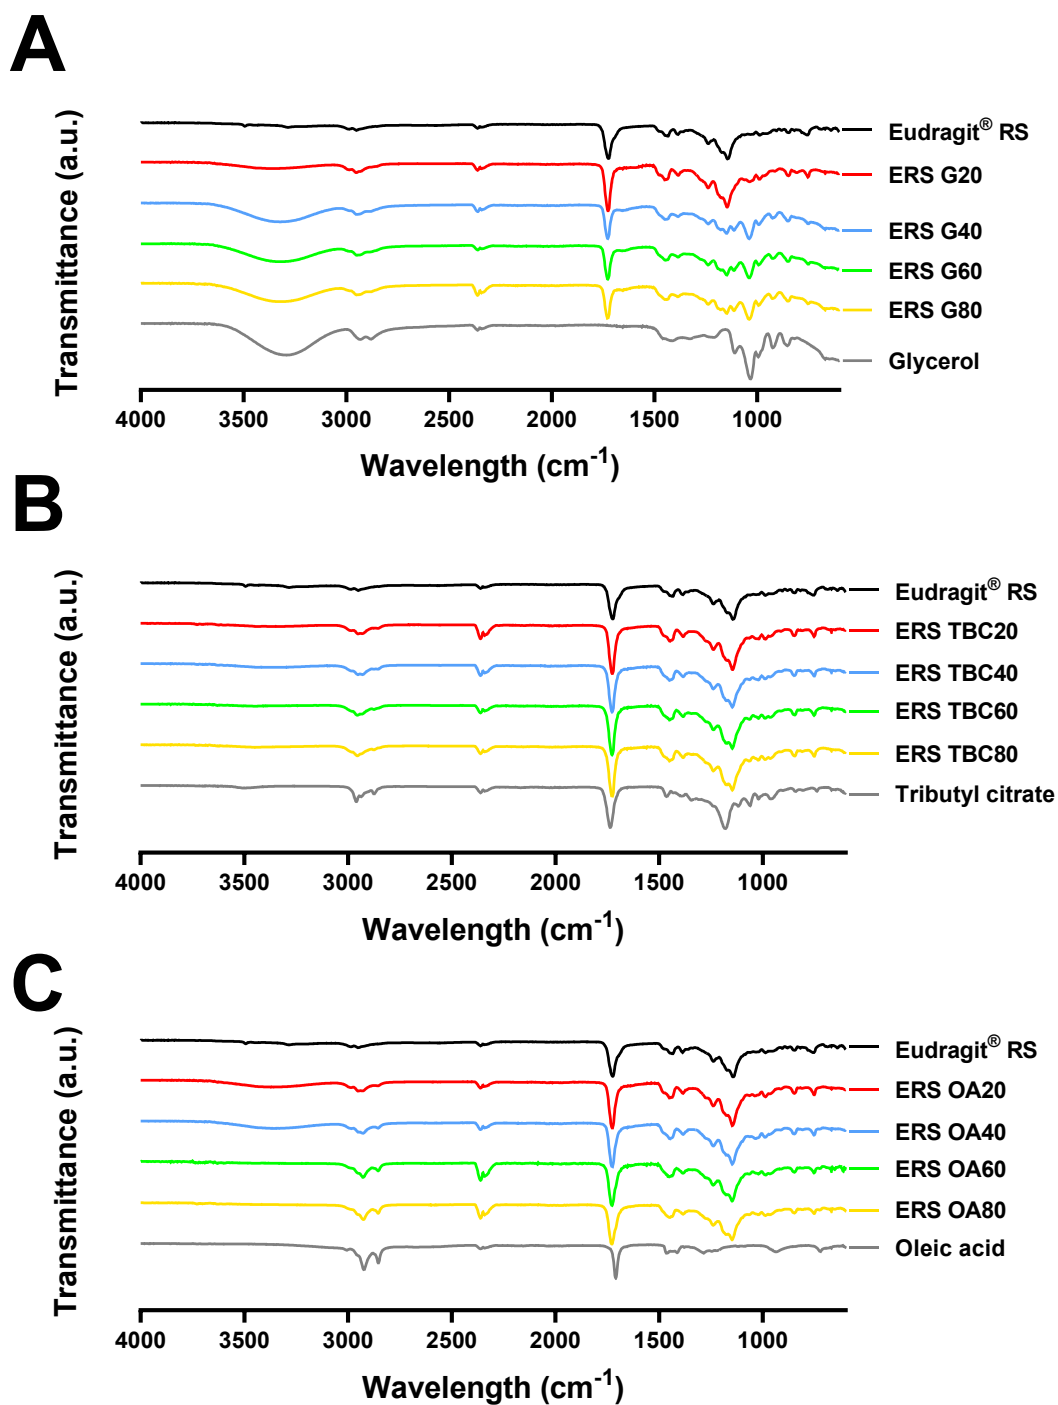 A
Transmittance (a.u.)
Eudragit® RS
ERS G20
ERS G40
ERS G60
ERS G80
Glycerol
4000 3500 3000 2500 2000 1500 1000
Wavelength (cm-1)
B
Transmittance (a.u.)
Eudragit® RS
ERS TBC20
ERS TBC40
ERS TBC60
ERS TBC80
Tributyl citrate
4000 3500 3000 2500 2000 1500 1000
Wavelength (cm-1)
C
Transmittance (a.u.)
Eudragit® RS
ERS OA20
ERS OA40
ERS OA60
ERS OA80
Oleic acid
4000 3500 3000 2500 2000 1500 1000
Wavelength (cm-1)